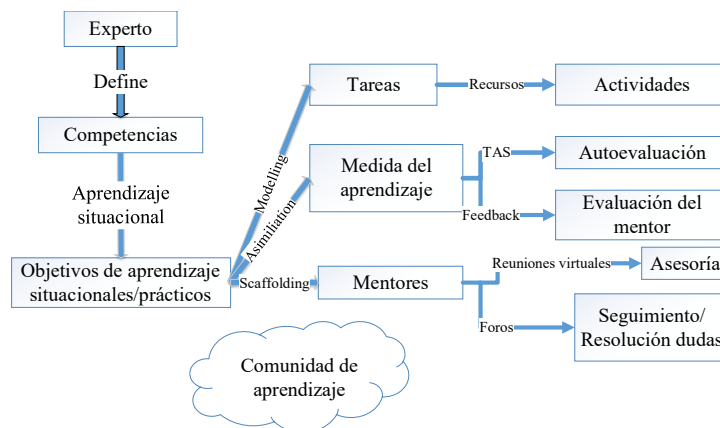 Experto
Define
Competencias
Aprendizaje
situacional
Objetivos de aprendizaje
situacionales/prácticos
Modelling
Asimiliation
Scaffolding
Tareas
Recursos
Actividades
Medida del
aprendizaje
TAS
Autoevaluación
Feedback
Evaluación del
mentor
Mentores
Reuniones virtuales
Asesoría
Foros
Seguimiento/
Resolución dudas
Comunidad de
aprendizaje